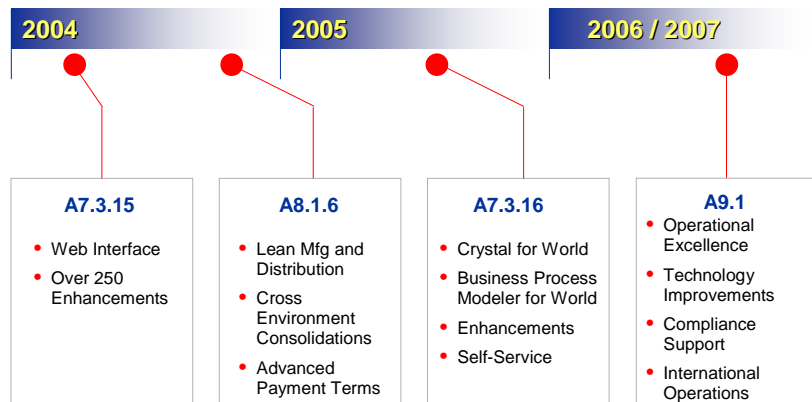 2004
2005
2006 / 2007
A7.3.15
• Web Interface
• Over 250
Enhancements
A8.1.6
• Lean Mfg and
Distribution
• Cross
Environment
Consolidations
• Advanced
Payment Terms
A7.3.16
• Crystal for World
• Business Process
Modeler for World
• Enhancements
• Self-Service
A9.1
• Operational
Excellence
• Technology
Improvements
• Compliance
Support
• International
Operations